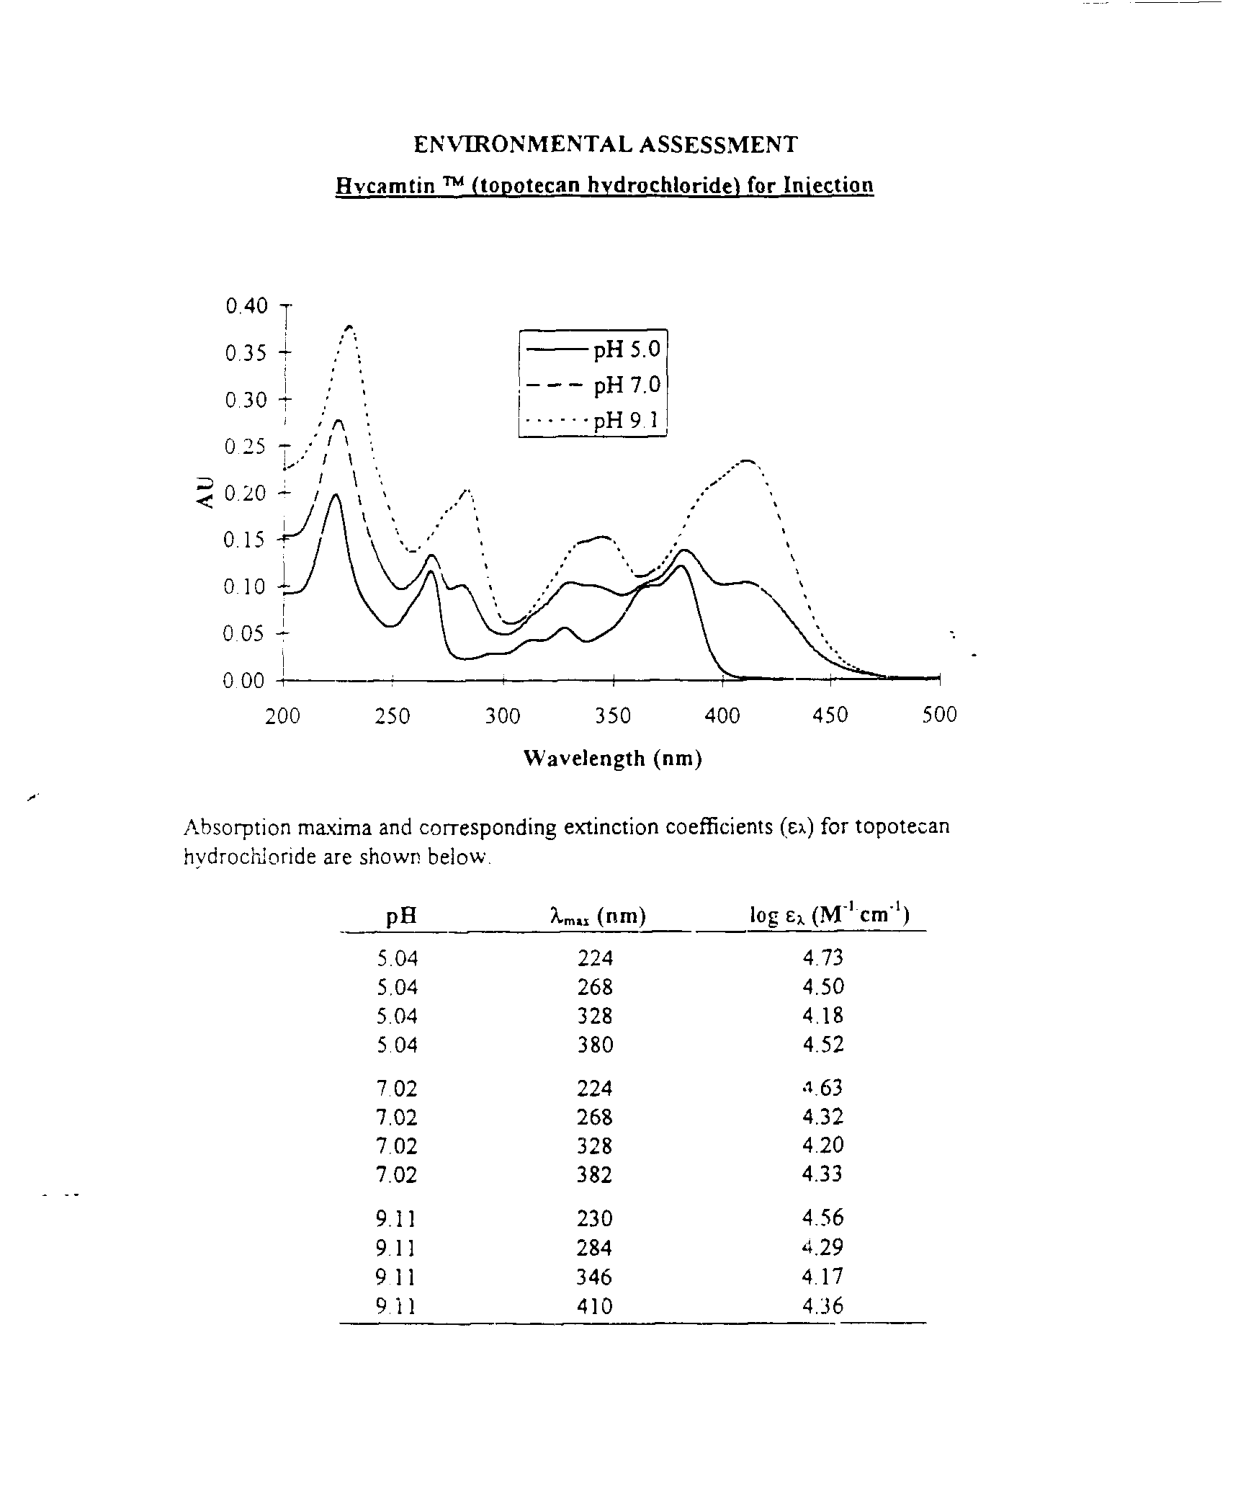 ENVIRONMENTAL ASSESSMENT
Hycamtin ™ (topotecan hydrochloride) for Injection
0.40
0.35
0.30
0.25
0.20
0.15
0.10
0.05
0.00
AU
pH 5.0
pH 7.0
pH 9.1
200 250 300 350 400 450 500
Wavelength (nm)
Absorption maxima and corresponding extinction coefficients (ελ) for topotecan
hydrochloride are shown below.
pH λmax (nm) log ελ (M⁻¹ cm⁻¹)
5.04 224 4.73
5.04 268 4.50
5.04 328 4.18
5.04 380 4.52
7.02 224 4.63
7.02 268 4.32
7.02 328 4.20
7.02 382 4.33
9.11 230 4.56
9.11 284 4.29
9.11 346 4.17
9.11 410 4.36